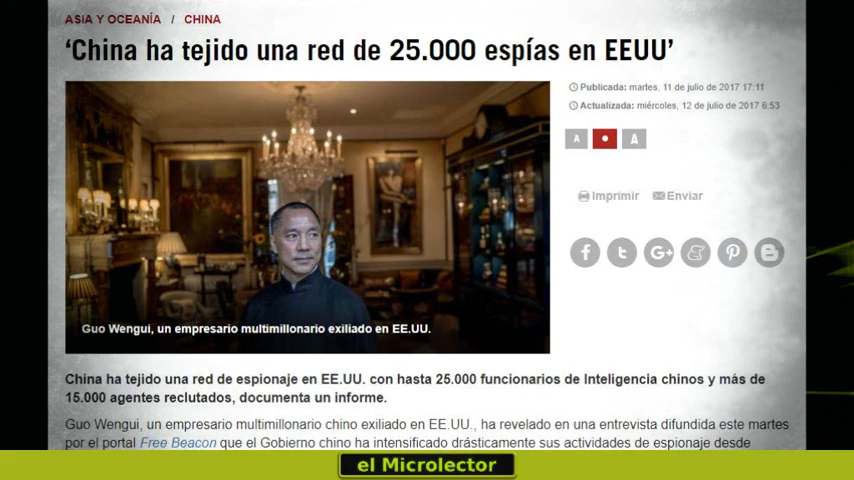 ASIA Y OCEANÍA / CHINA
‘China ha tejido una red de 25.000 espías en EEUU’
Publicada: martes, 11 de julio de 2017 17:11
Actualizada: miércoles, 12 de julio de 2017 6:53
A A
Imprimir Enviar
Guo Wengui, un empresario multimillonario exiliado en EE.UU.
China ha tejido una red de espionaje en EE.UU. con hasta 25.000 funcionarios de Inteligencia chinos y más de
15.000 agentes reclutados, documenta un informe.
Guo Wengui, un empresario multimillonario chino exiliado en EE.UU., ha revelado en una entrevista difundida este martes
por el portal Free Beacon que el Gobierno chino ha intensificado drásticamente sus actividades de espionaje desde
el Microlector